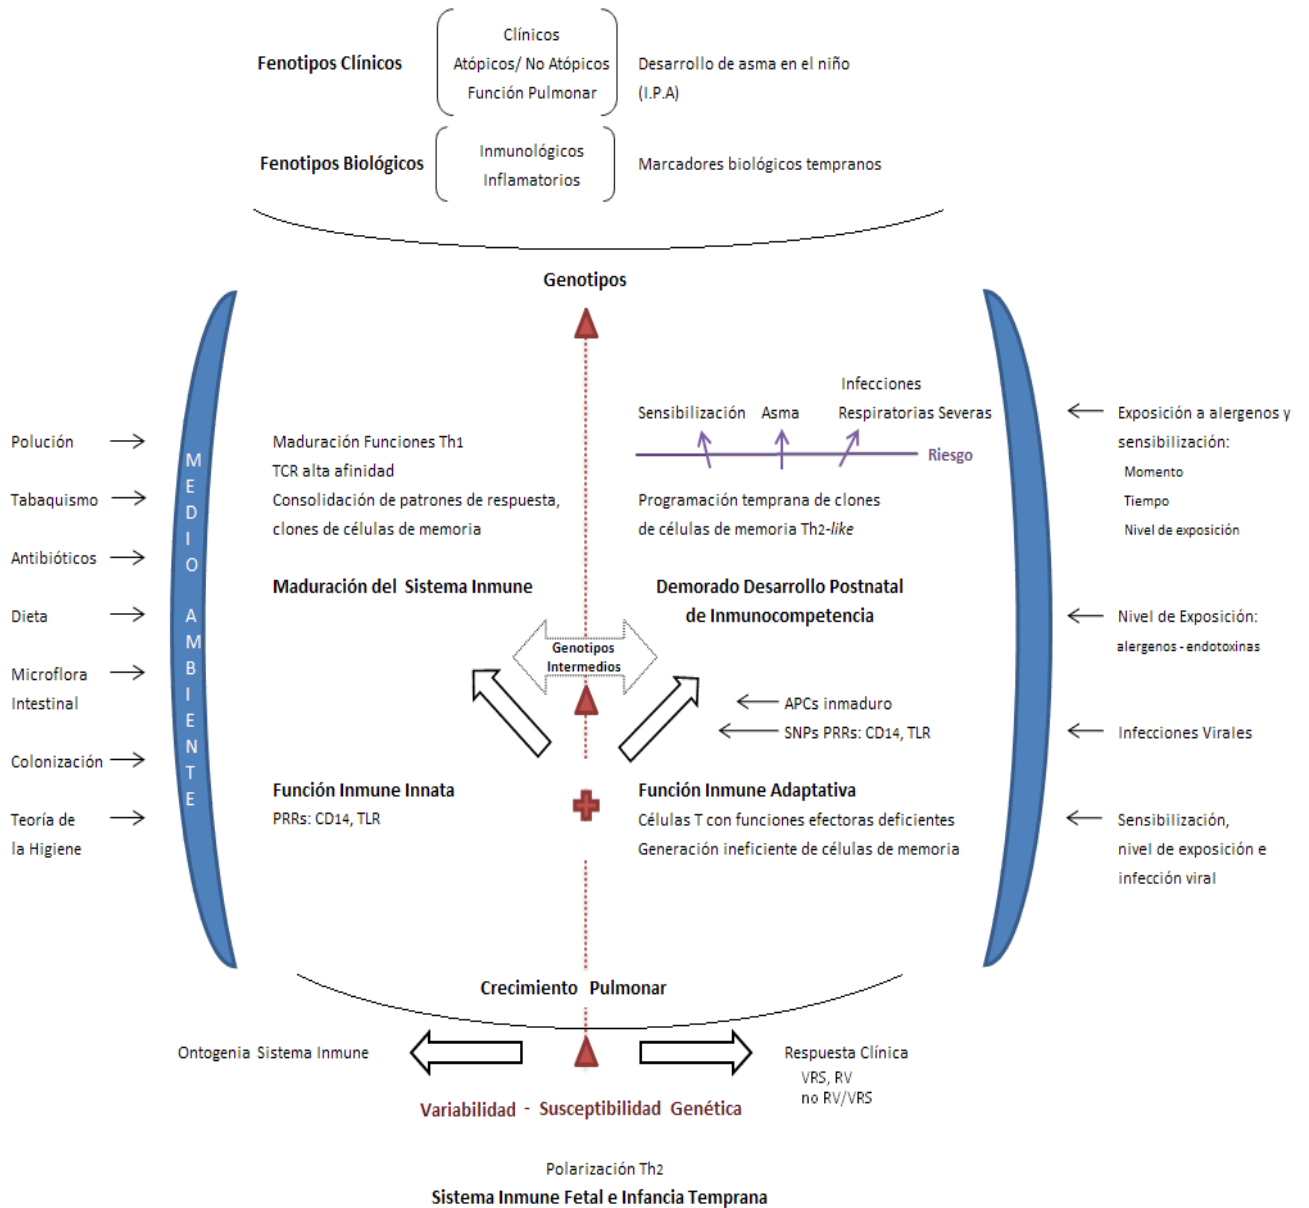 Clínicos
Fenotipos Clínicos
Atópicos/ No Atópicos
Función Pulmonar
Desarrollo de asma en el niño
(I.P.A)
Fenotipos Biológicos
Inmunológicos
Inflamatorios
Marcadores biológicos tempranos
Genotipos
MEDIO AMBIENTE
Polución
Tabaquismo
Antibióticos
Dieta
Microflora
Intestinal
Colonización
Teoría de
la Higiene
Maduración Funciones Th1
TCR alta afinidad
Consolidación de patrones de respuesta,
clones de células de memoria
Maduración del Sistema Inmune
Sensibilización
Asma
Infecciones
Respiratorias Severas
Riesgo
Programación temprana de clones
de células de memoria Th2-like
Demorado Desarrollo Postnatal
de Inmunocompetencia
Genotipos
Intermedios
APCs inmaduro
SNPs PRRs: CD14, TLR
Función Inmune Innata
PRRs: CD14, TLR
Función Inmune Adaptativa
Células T con funciones efectoras deficientes
Generación ineficiente de células de memoria
Exposición a alergenos y
sensibilización:
Momento
Tiempo
Nivel de exposición
Nivel de Exposición:
alergenos - endotoxinas
Infecciones Virales
Sensibilización,
nivel de exposición e
infección viral
Crecimiento Pulmonar
Ontogenia Sistema Inmune
Respuesta Clínica
VRS, RV
no RV/VRS
Variabilidad - Susceptibilidad Genética
Polarización Th2
Sistema Inmune Fetal e Infancia Temprana